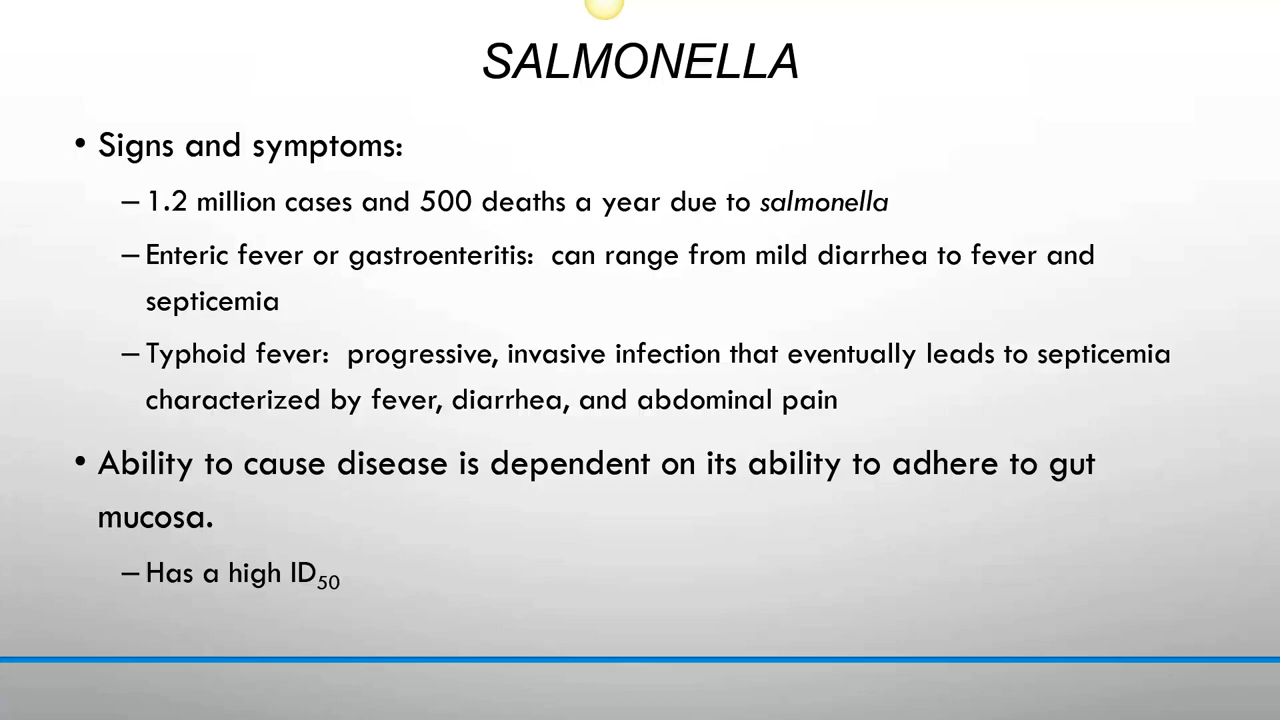 SALMONELLA
• Signs and symptoms:
– 1.2 million cases and 500 deaths a year due to salmonella
– Enteric fever or gastroenteritis:  can range from mild diarrhea to fever and
septicemia
– Typhoid fever:  progressive, invasive infection that eventually leads to septicemia
characterized by fever, diarrhea, and abdominal pain
• Ability to cause disease is dependent on its ability to adhere to gut
mucosa.
– Has a high ID50